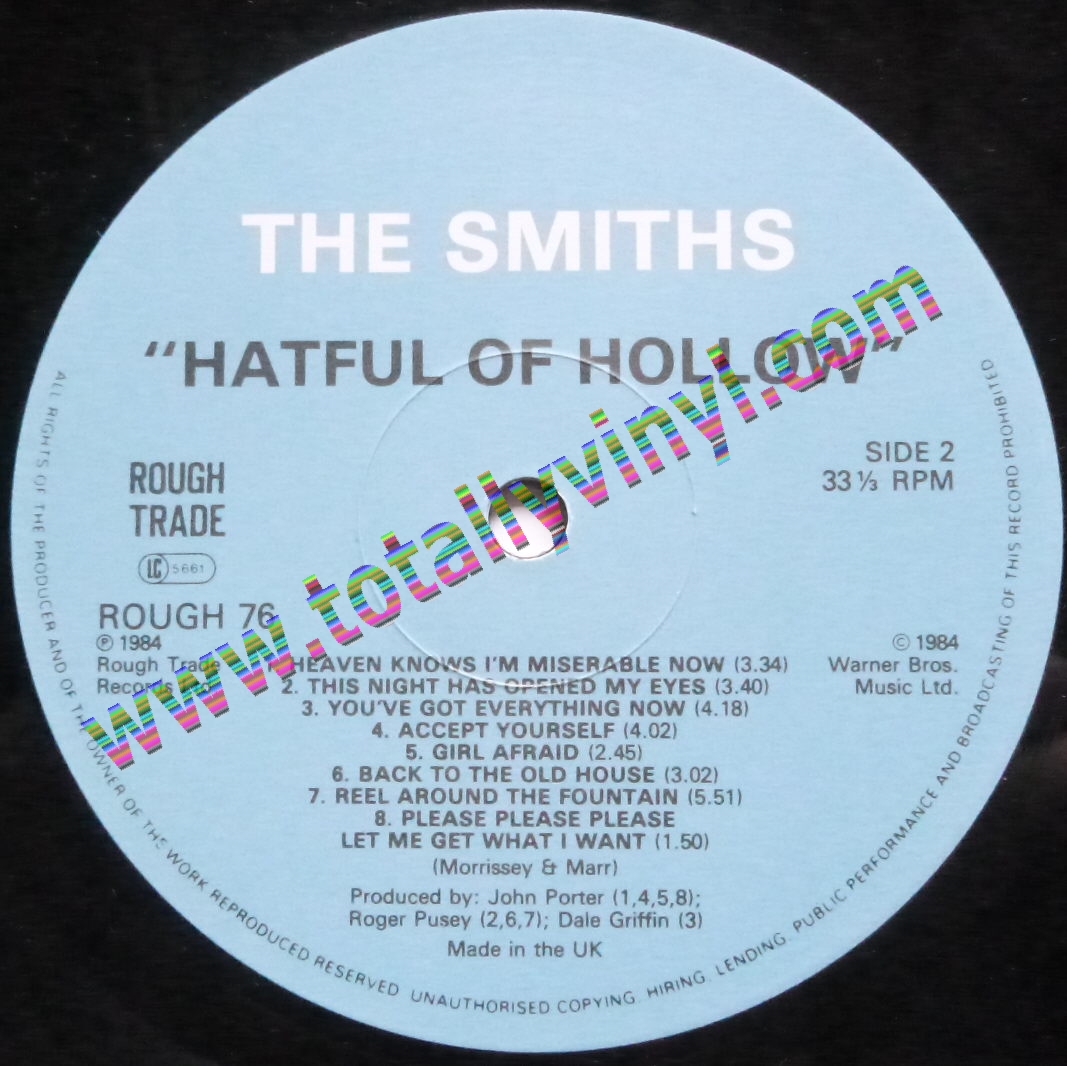 THE SMITHS
“HATFUL OF HOLLOW”
ROUGH
TRADE
LC 5661
ROUGH 76
℗ 1984
Rough Trade
Records
SIDE 2
33 ⅓ RPM
© 1984
Warner Bros.
Music Ltd.
1. HEAVEN KNOWS I'M MISERABLE NOW (3.34)
2. THIS NIGHT HAS OPENED MY EYES (3.40)
3. YOU'VE GOT EVERYTHING NOW (4.18)
4. ACCEPT YOURSELF (4.02)
5. GIRL AFRAID (2.45)
6. BACK TO THE OLD HOUSE (3.02)
7. REEL AROUND THE FOUNTAIN (5.51)
8. PLEASE PLEASE PLEASE
LET ME GET WHAT I WANT (1.50)
(Morrissey & Marr)
Produced by: John Porter (1,4,5,8);
Roger Pusey (2,6,7); Dale Griffin (3)
Made in the UK
ALL RIGHTS OF THE PRODUCER AND OF THE OWNER OF THE WORK REPRODUCED RESERVED UNAUTHORISED COPYING. HIRING. LENDING. PUBLIC PERFORMANCE AND BROADCASTING OF THIS RECORD PROHIBITED
www.totallyvinyl.com